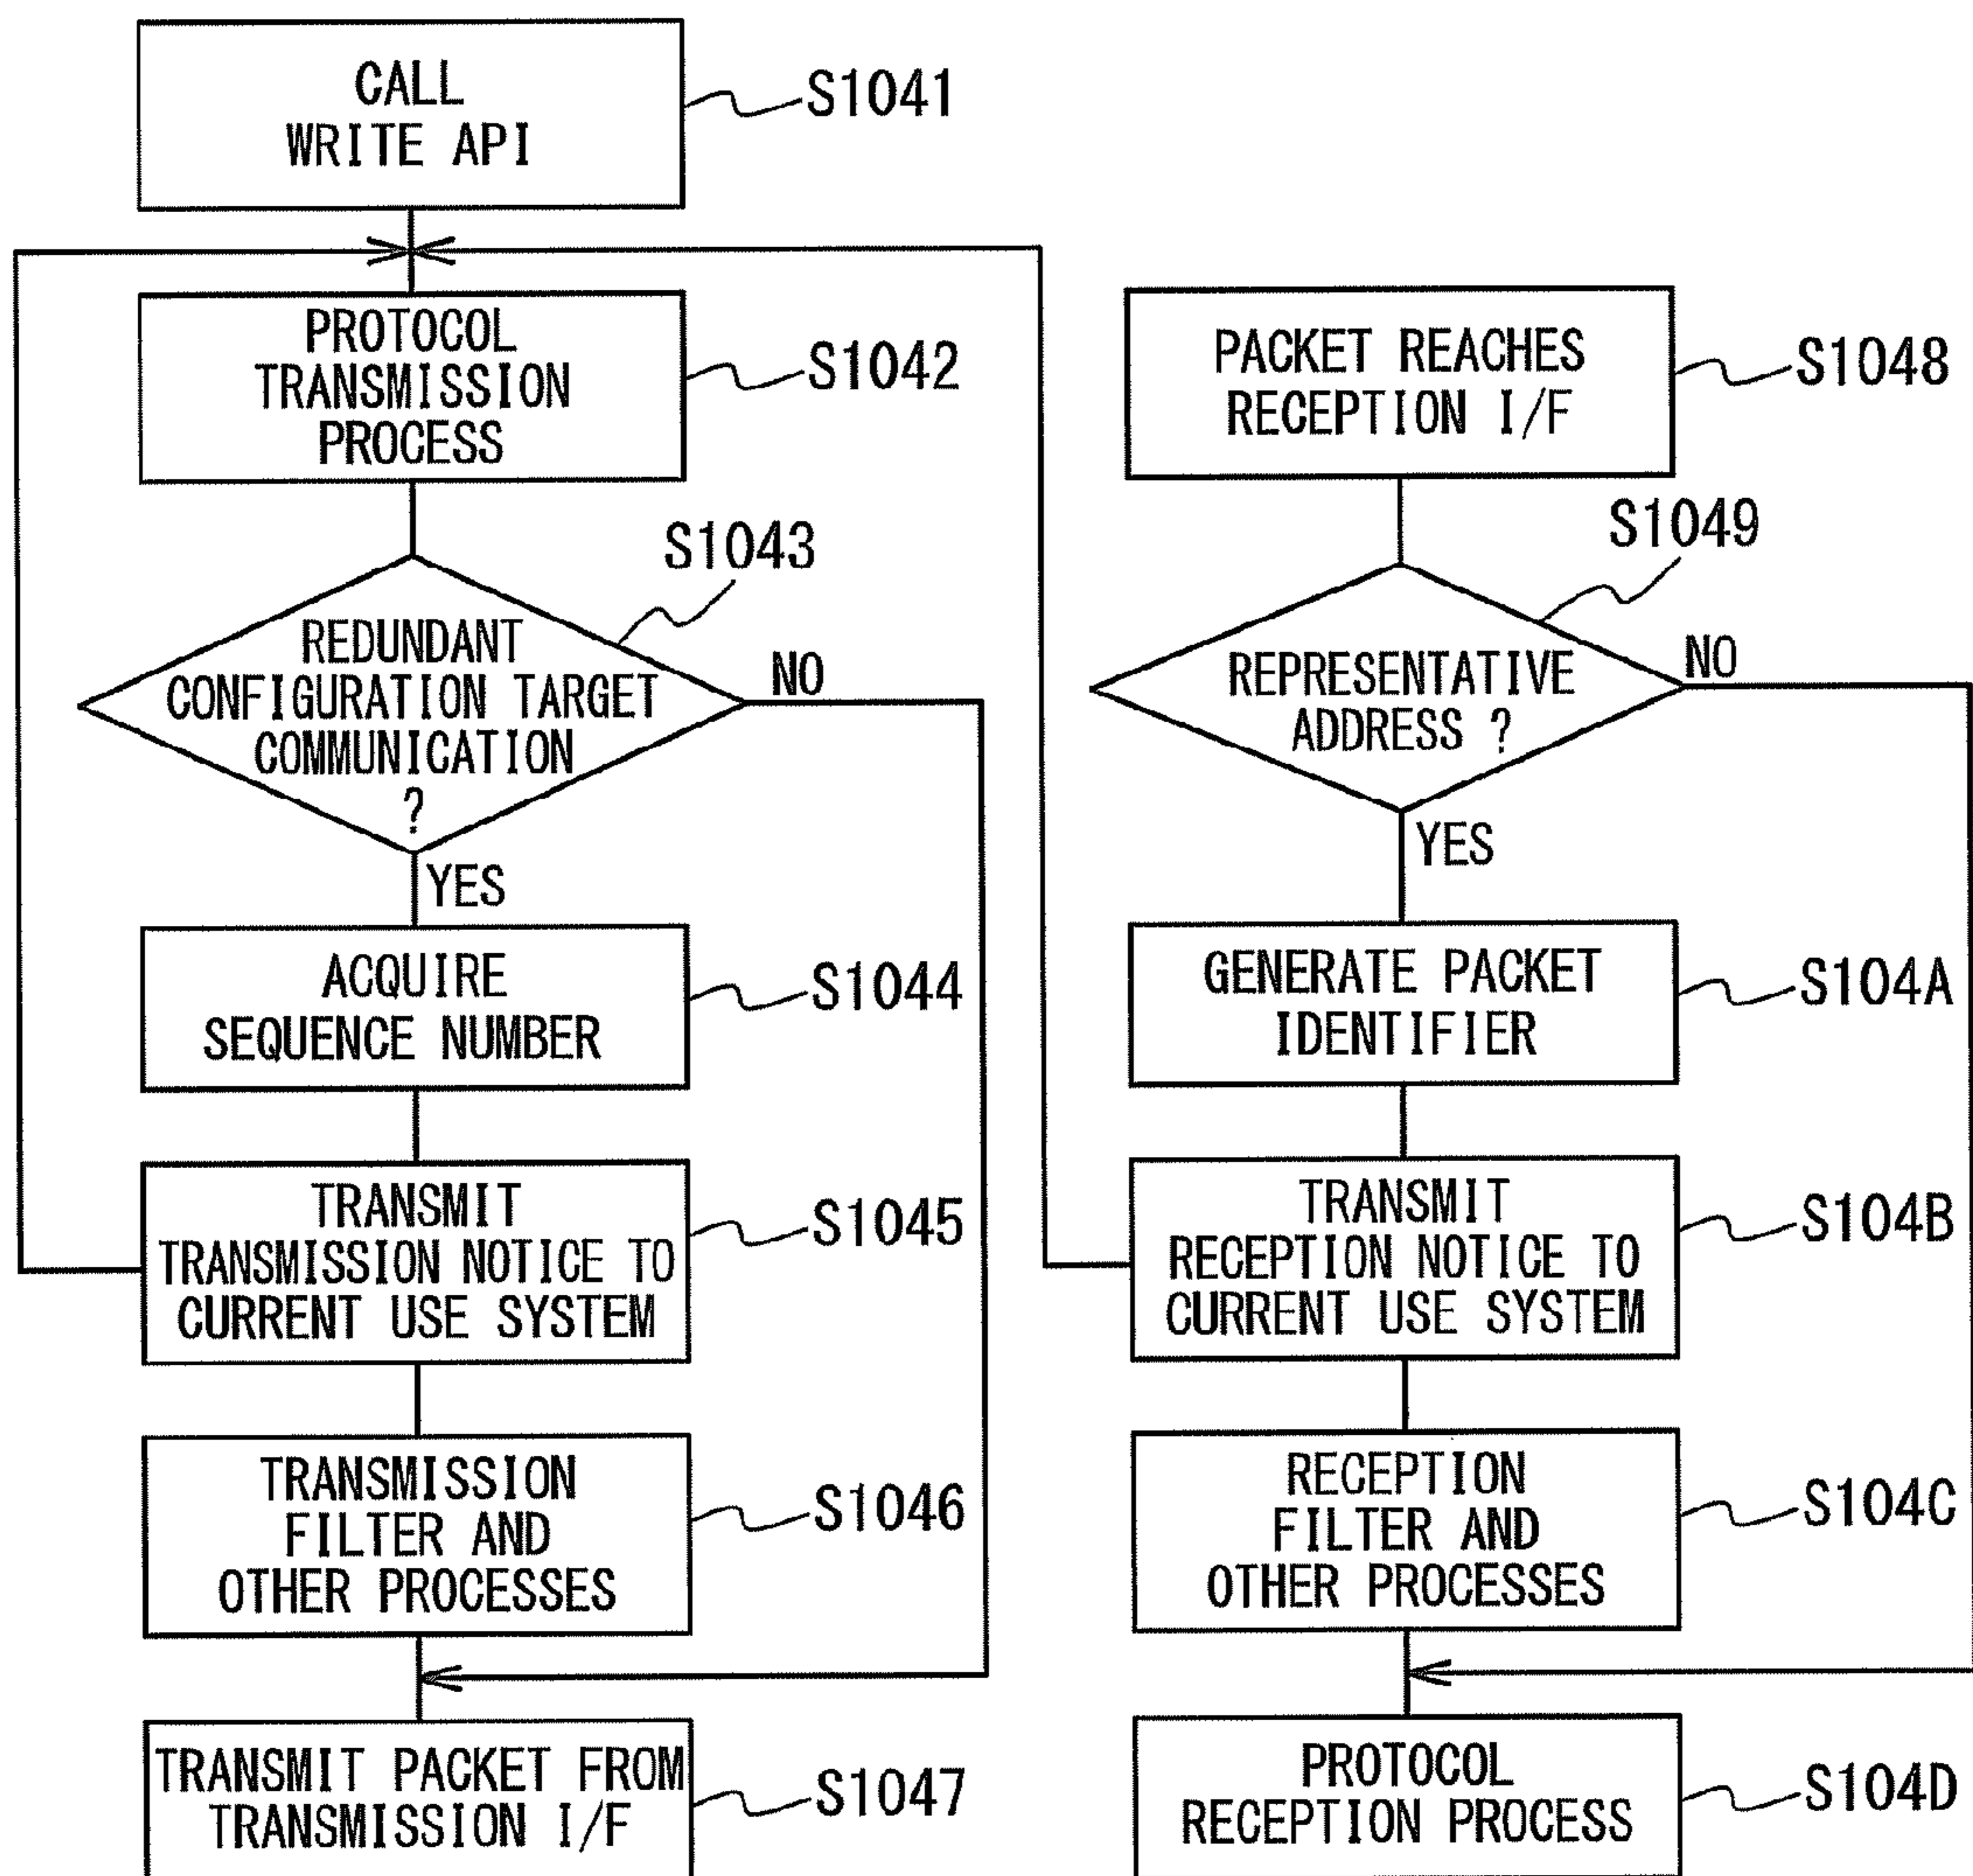 CALL
WRITE API
S1041
PROTOCOL
TRANSMISSION
PROCESS
S1042
S1043
REDUNDANT
CONFIGURATION TARGET
COMMUNICATION
?
NO
YES
ACQUIRE
SEQUENCE NUMBER
S1044
TRANSMIT
TRANSMISSION NOTICE TO
CURRENT USE SYSTEM
S1045
TRANSMISSION
FILTER AND
OTHER PROCESSES
S1046
TRANSMIT PACKET FROM
TRANSMISSION I/F
S1047
PACKET REACHES
RECEPTION I/F
S1048
S1049
REPRESENTATIVE
ADDRESS ?
NO
YES
GENERATE PACKET
IDENTIFIER
S104A
TRANSMIT
RECEPTION NOTICE TO
CURRENT USE SYSTEM
S104B
RECEPTION
FILTER AND
OTHER PROCESSES
S104C
PROTOCOL
RECEPTION PROCESS
S104D